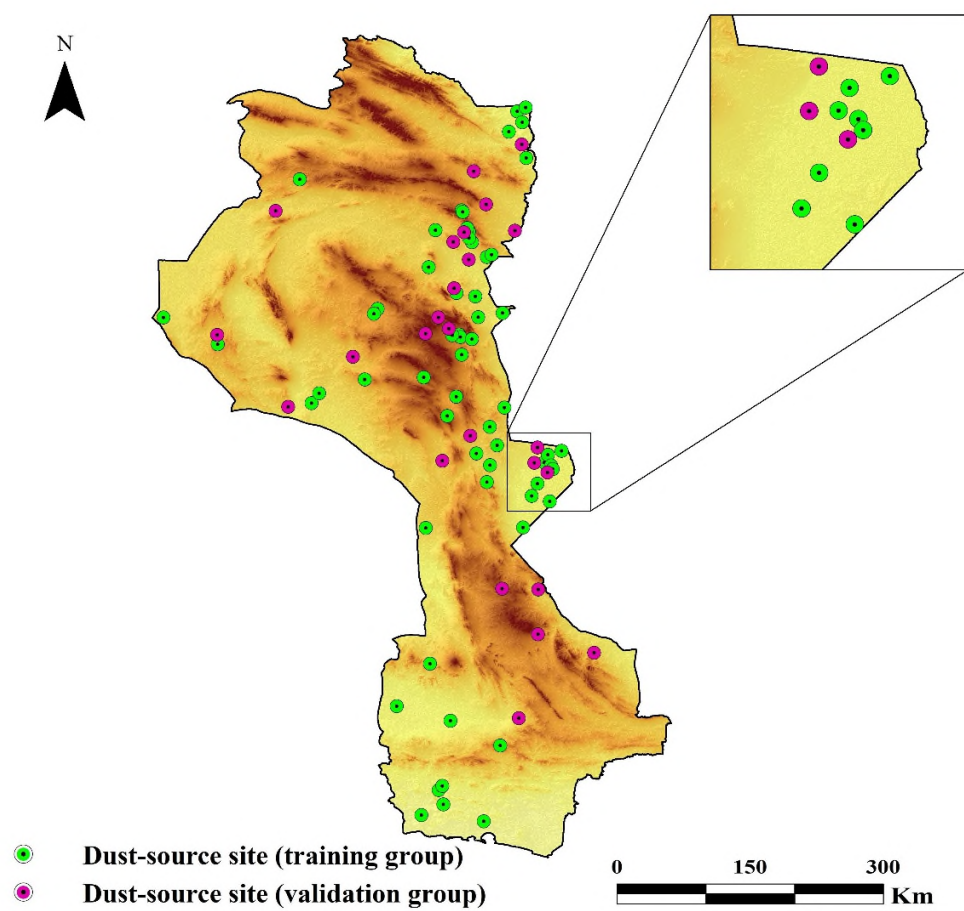 N
Dust-source site (training group)
Dust-source site (validation group)
0 150 300
Km